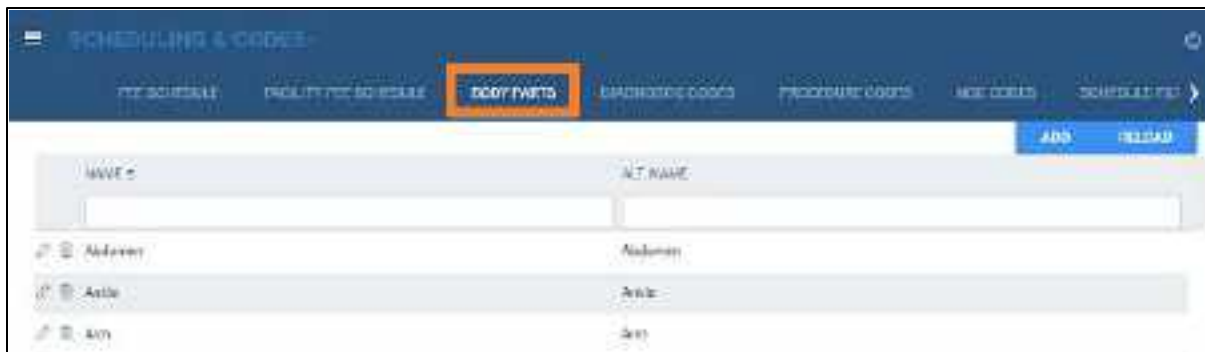 SCHEDULING & CODES
FEE SCHEDULE FACILITY FEE SCHEDULE BODY PARTS DIAGNOSIS CODES PROCEDURE CODES NDC CODES
ADD RELOAD
NAME ALT NAME
Abdomen Abdomen
Ankle Ankle
Arm Arm